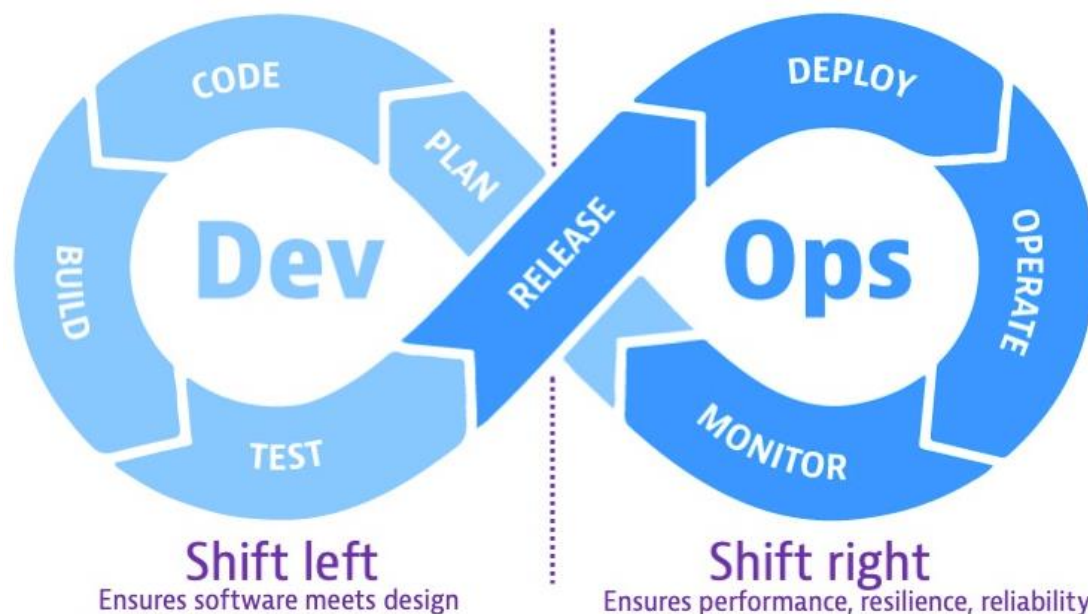 CODE
PLAN
BUILD
Dev
TEST
RELEASE
DEPLOY
OPERATE
Ops
MONITOR
Shift left
Ensures software meets design
Shift right
Ensures performance, resilience, reliability